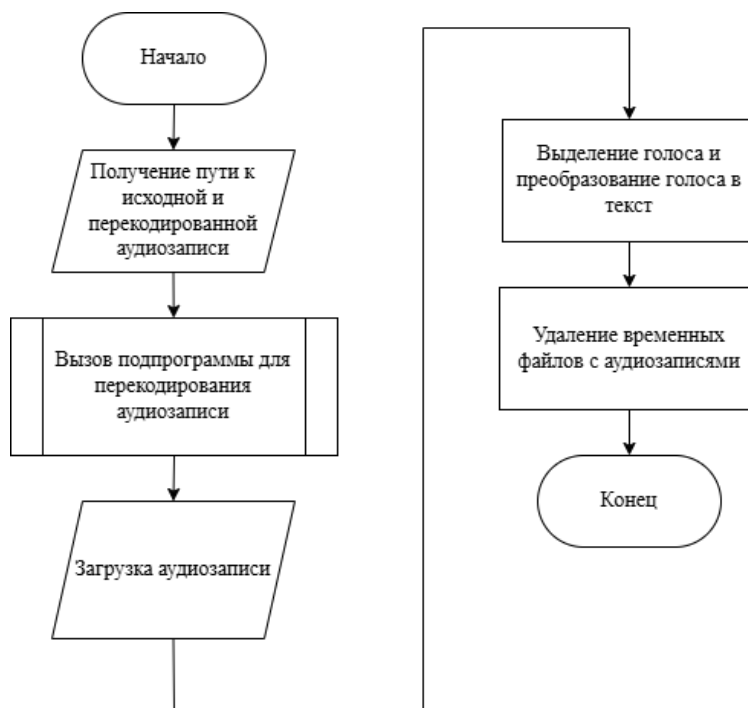 Начало
Получение пути к
исходной и
перекодированной
аудиозаписи
Вызов подпрограммы для
перекодирования
аудиозаписи
Загрузка аудиозаписи
Выделение голоса и
преобразование голоса в
текст
Удаление временных
файлов с аудиозаписями
Конец